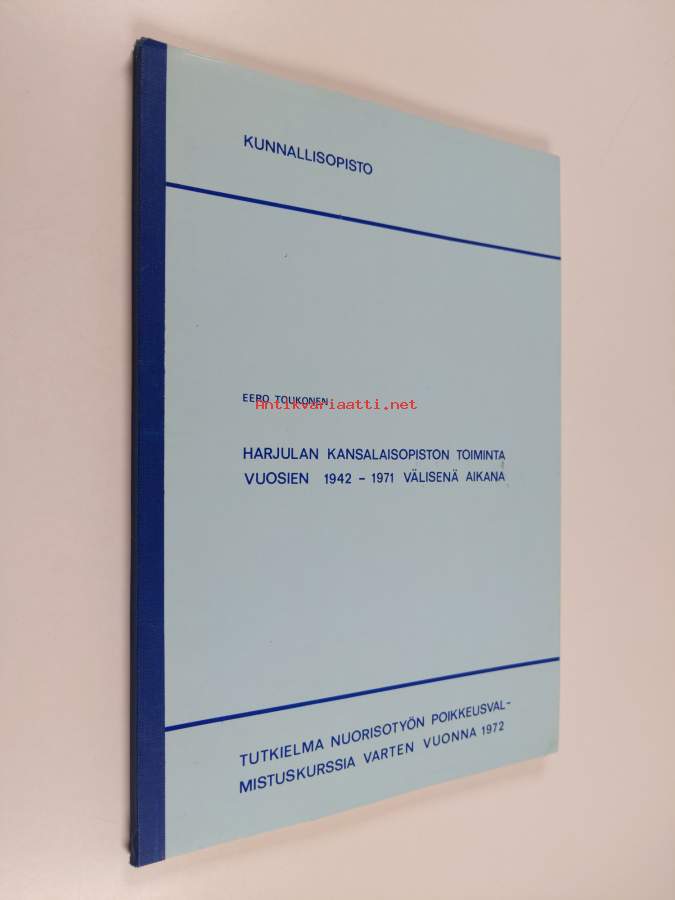 KUNNALLISOPISTO
EERO TOUKONEN
Antikvariaatti.net
HARJULAN KANSALAISOPISTON TOIMINTA
VUOSIEN 1942 - 1971 VÄLISENÄ AIKANA
TUTKIELMA NUORISOTYÖN POIKKEUSVAL-
MISTUSKURSSIA VARTEN VUONNA 1972